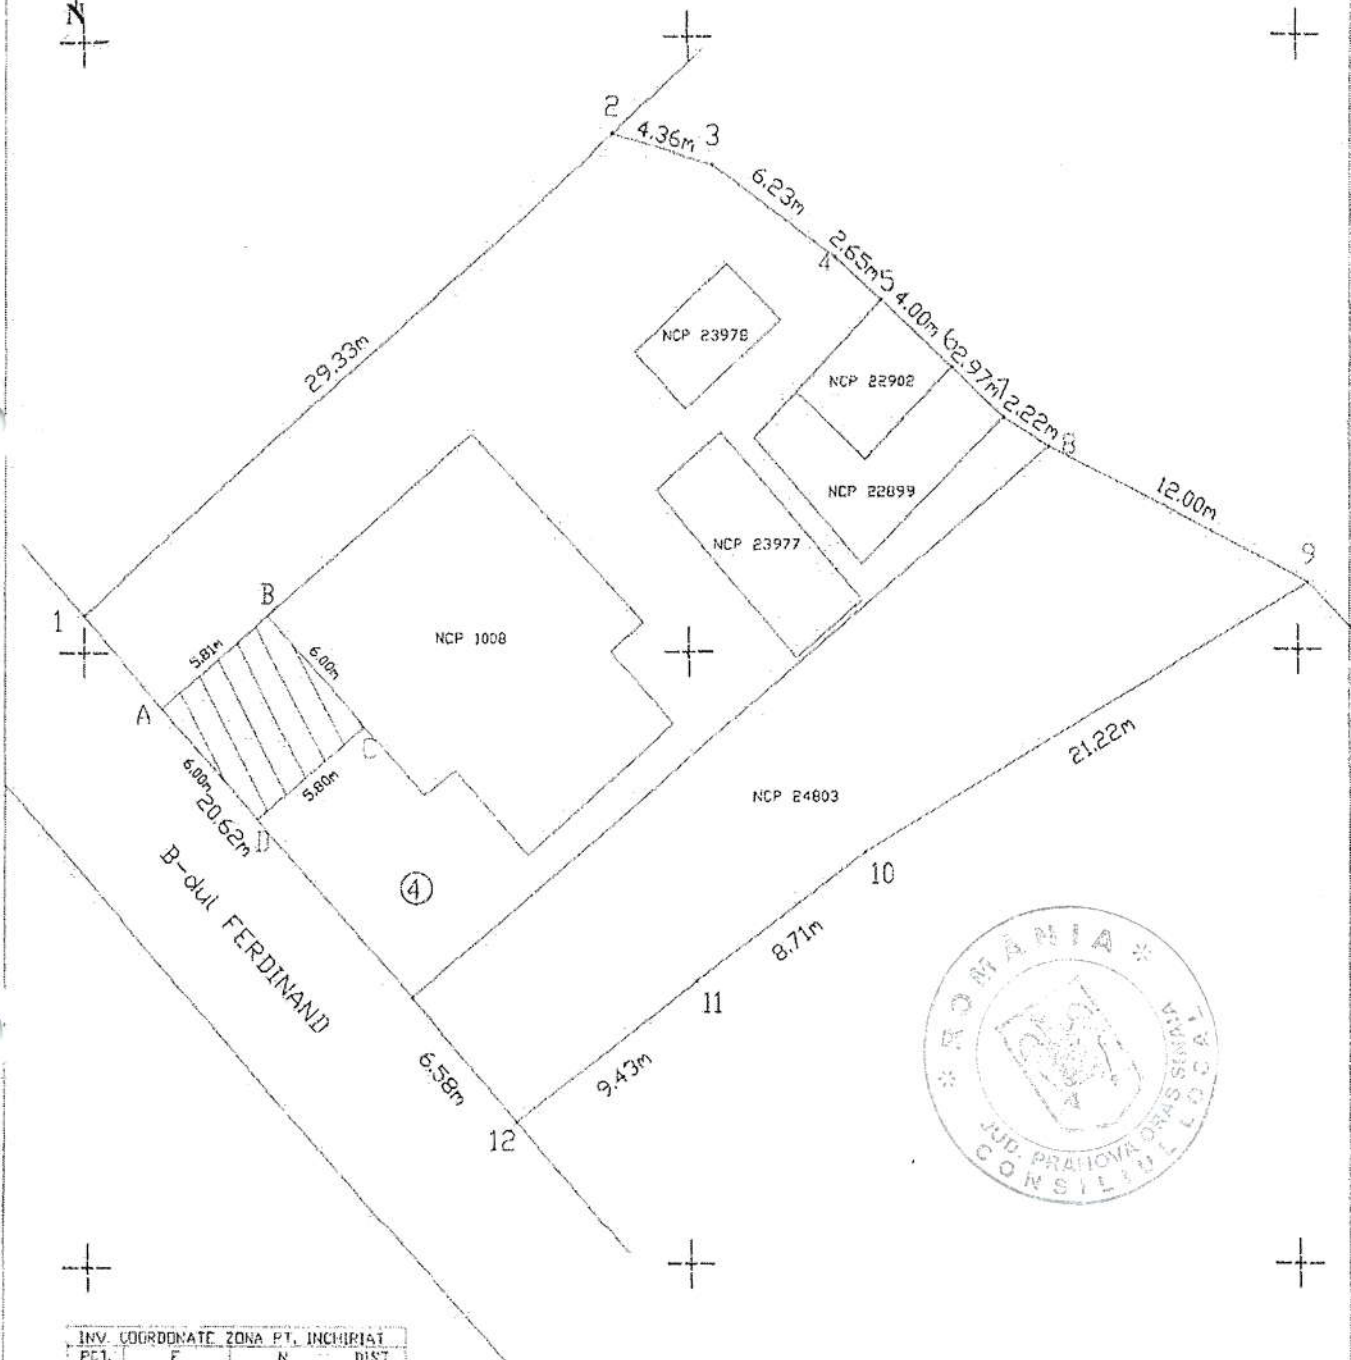 N
2
4.36m
3
6.23m
2.65m
4
5
4.00m
6
2.97m
7
2.22m
8
12.00m
9
29.33m
NCP 23978
NCP 22902
NCP 22899
NCP 23977
1
B
5.81m
6.00m
NCP 1008
A
C
6.00m
5.80m
20.62m
D
21.22m
NCP 24803
B-dul FERDINAND
4
10
8.71m
11
9.43m
6.58m
12
* ROMÂNIA *
JUD. PRAHOVA ORAS SINAIA
CONSILIUL LOCAL
INV. COORDONATE ZONA PT. INCHIRIAT
PCT. E N DIST